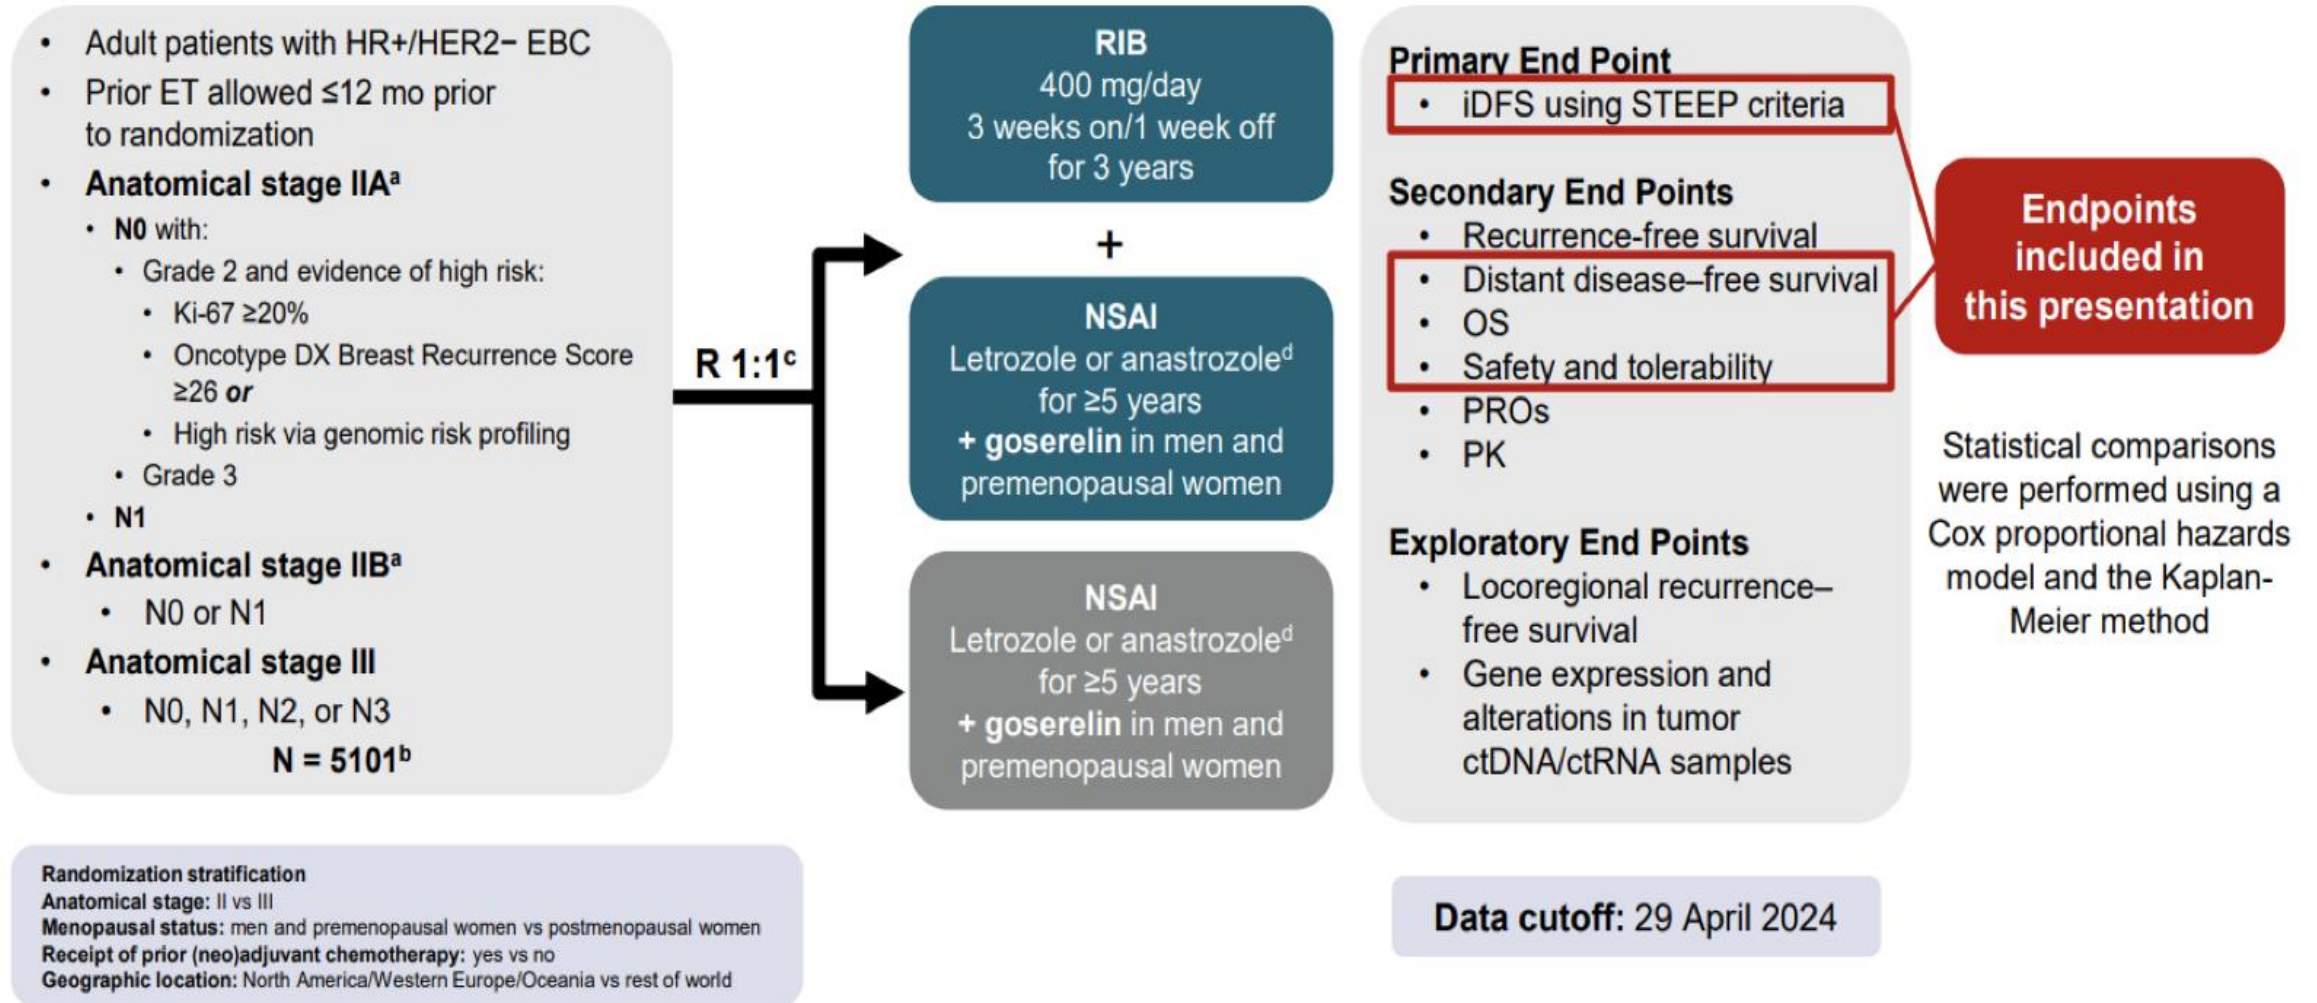 • Adult patients with HR+/HER2− EBC
• Prior ET allowed ≤12 mo prior
to randomization
• Anatomical stage IIAᵃ
• N0 with:
• Grade 2 and evidence of high risk:
• Ki-67 ≥20%
• Oncotype DX Breast Recurrence Score
≥26 or
• High risk via genomic risk profiling
• Grade 3
• N1
• Anatomical stage IIBᵃ
• N0 or N1
• Anatomical stage III
• N0, N1, N2, or N3
N = 5101ᵇ
R 1:1ᶜ
RIB
400 mg/day
3 weeks on/1 week off
for 3 years
+
NSAI
Letrozole or anastrozoleᵈ
for ≥5 years
+ goserelin in men and
premenopausal women
NSAI
Letrozole or anastrozoleᵈ
for ≥5 years
+ goserelin in men and
premenopausal women
Primary End Point
• iDFS using STEEP criteria
Secondary End Points
• Recurrence-free survival
• Distant disease–free survival
• OS
• Safety and tolerability
• PROs
• PK
Exploratory End Points
• Locoregional recurrence–
free survival
• Gene expression and
alterations in tumor
ctDNA/ctRNA samples
Endpoints
included in
this presentation
Statistical comparisons
were performed using a
Cox proportional hazards
model and the Kaplan-
Meier method
Randomization stratification
Anatomical stage: II vs III
Menopausal status: men and premenopausal women vs postmenopausal women
Receipt of prior (neo)adjuvant chemotherapy: yes vs no
Geographic location: North America/Western Europe/Oceania vs rest of world
Data cutoff: 29 April 2024